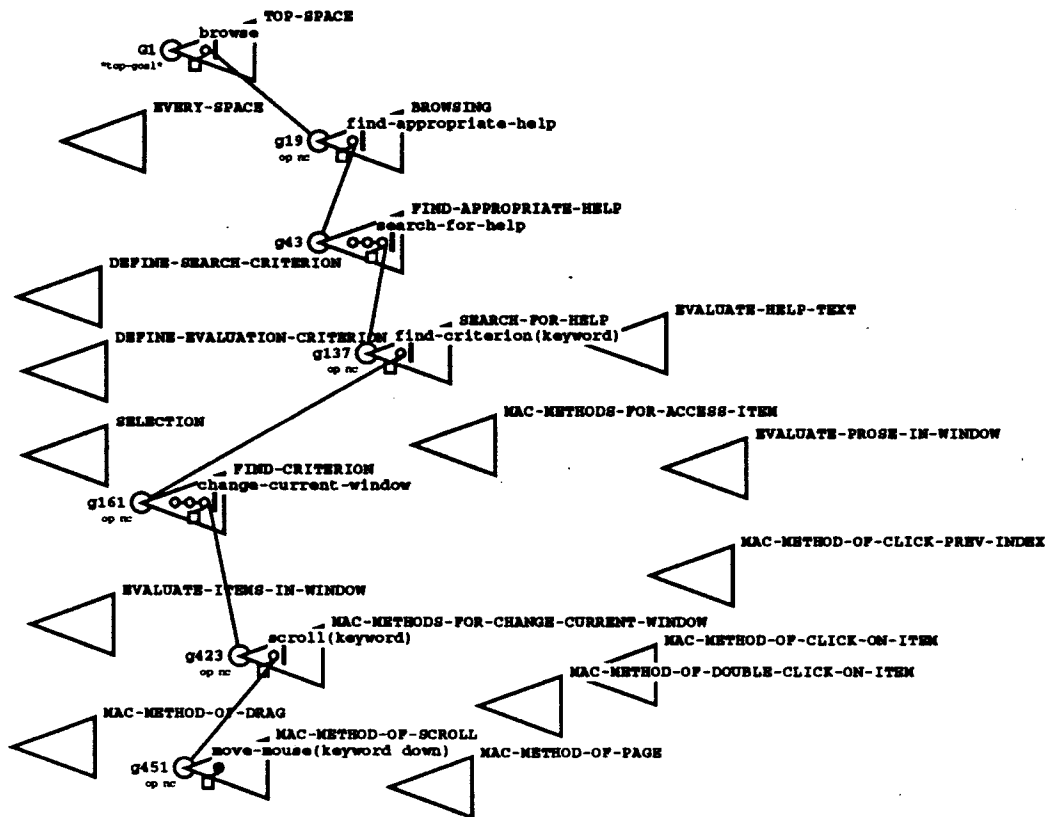 TOP-SPACE
browse
G1
"top-goal"
EVERY-SPACE
BROWSING
find-appropriate-help
g19
op nc
FIND-APPROPRIATE-HELP
search-for-help
g43
DEFINE-SEARCH-CRITERION
SEARCH-FOR-HELP
EVALUATE-HELP-TEXT
DEFINE-EVALUATION-CRITERION
find-criterion(keyword)
g137
op nc
SELECTION
MAC-METHODS-FOR-ACCESS-ITEM
EVALUATE-PROSE-IN-WINDOW
FIND-CRITERION
change-current-window
g161
op nc
MAC-METHOD-OF-CLICK-PREV-INDEX
EVALUATE-ITEMS-IN-WINDOW
MAC-METHODS-FOR-CHANGE-CURRENT-WINDOW
scroll(keyword)
g423
op nc
MAC-METHOD-OF-CLICK-ON-ITEM
MAC-METHOD-OF-DOUBLE-CLICK-ON-ITEM
MAC-METHOD-OF-DRAG
MAC-METHOD-OF-SCROLL
move-mouse(keyword down)
MAC-METHOD-OF-PAGE
g451
op nc